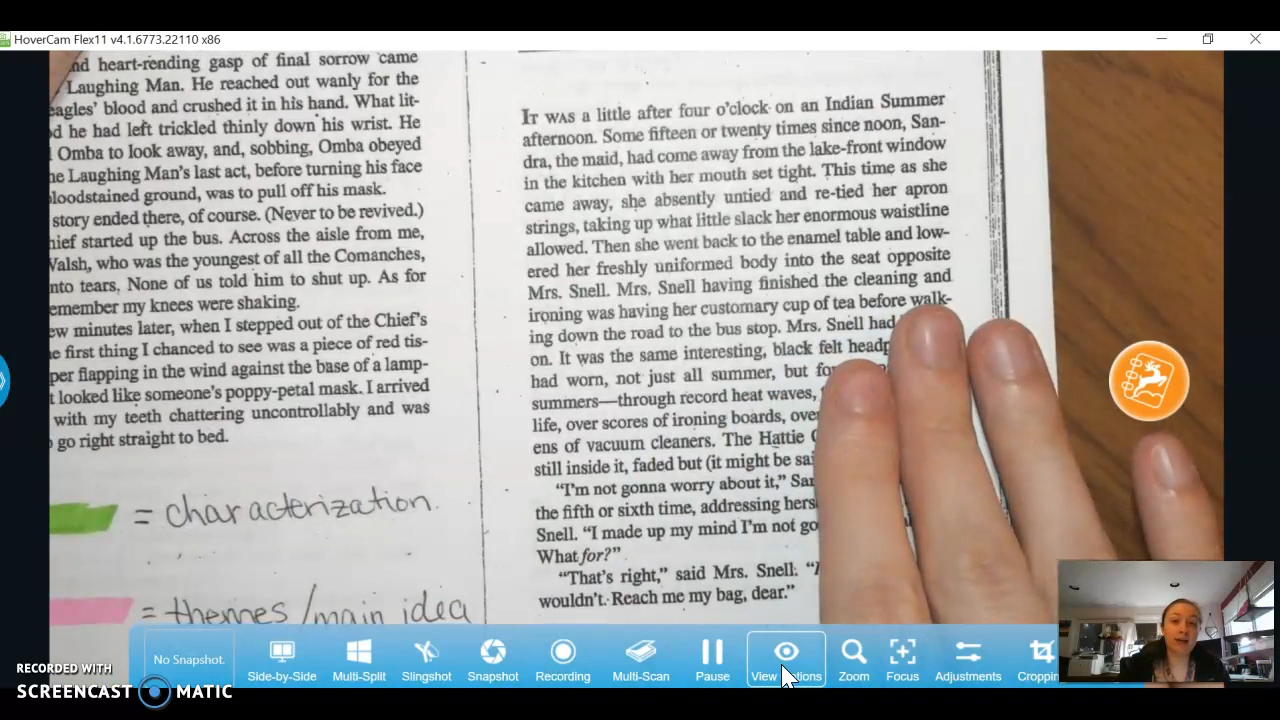 HoverCam Flex11 v4.1.6773.22110 x86
nd heart-rending gasp of final sorrow came
Laughing Man. He reached out wanly for the
eagles' blood and crushed it in his hand. What lit-
d he had left trickled thinly down his wrist. He
Omba to look away, and, sobbing, Omba obeyed
he Laughing Man's last act, before turning his face
bloodstained ground, was to pull off his mask.
story ended there, of course. (Never to be revived.)
hief started up the bus. Across the aisle from me,
Walsh, who was the youngest of all the Comanches,
nto tears. None of us told him to shut up. As for
emember my knees were shaking.
ew minutes later, when I stepped out of the Chief's
e first thing I chanced to see was a piece of red tis-
per flapping in the wind against the base of a lamp-
t looked like someone's poppy-petal mask. I arrived
with my teeth chattering uncontrollably and was
go right straight to bed.
= characterization.
= themes/main idea
IT WAS a little after four o'clock on an Indian Summer
afternoon. Some fifteen or twenty times since noon, San-
dra, the maid, had come away from the lake-front window
in the kitchen with her mouth set tight. This time as she
came away, she absently untied and re-tied her apron
strings, taking up what little slack her enormous waistline
allowed. Then she went back to the enamel table and low-
ered her freshly uniformed body into the seat opposite
Mrs. Snell. Mrs. Snell having finished the cleaning and
ironing was having her customary cup of tea before walk-
ing down the road to the bus stop. Mrs. Snell had
on. It was the same interesting, black felt headp
had worn, not just all summer, but for
summers—through record heat waves,
life, over scores of ironing boards, over
ens of vacuum cleaners. The Hattie
still inside it, faded but (it might be sai
"I'm not gonna worry about it," San
the fifth or sixth time, addressing hers
Snell. "I made up my mind I'm not go
What for?"
"That's right," said Mrs. Snell. "I
wouldn't. Reach me my bag, dear."
No Snapshot.
Side-by-Side
Multi-Split
Slingshot
Snapshot
Recording
Multi-Scan
Pause
View
Zoom
Focus
Adjustments
Croppin
RECORDED WITH
SCREENCAST MATIC